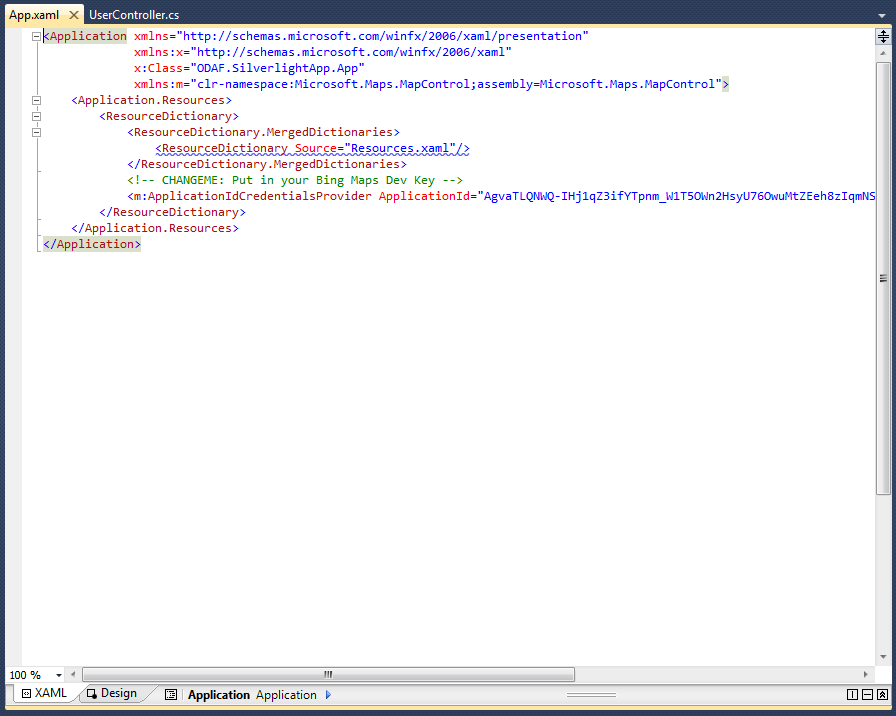 App.xaml UserController.cs
<Application xmlns="http://schemas.microsoft.com/winfx/2006/xaml/presentation"
xmlns:x="http://schemas.microsoft.com/winfx/2006/xaml"
x:Class="ODAF.SilverlightApp.App"
xmlns:m="clr-namespace:Microsoft.Maps.MapControl;assembly=Microsoft.Maps.MapControl">
<Application.Resources>
<ResourceDictionary>
<ResourceDictionary.MergedDictionaries>
<ResourceDictionary Source="Resources.xaml"/>
</ResourceDictionary.MergedDictionaries>
<!-- CHANGEME: Put in your Bing Maps Dev Key -->
<m:ApplicationIdCredentialsProvider ApplicationId="AgvaTLQNWQ-IHj1qZ3ifYTpnm_W1T5OWn2HsyU76OwuMtZEeh8zIqmNS
</ResourceDictionary>
</Application.Resources>
</Application>
100 %
XAML Design Application Application